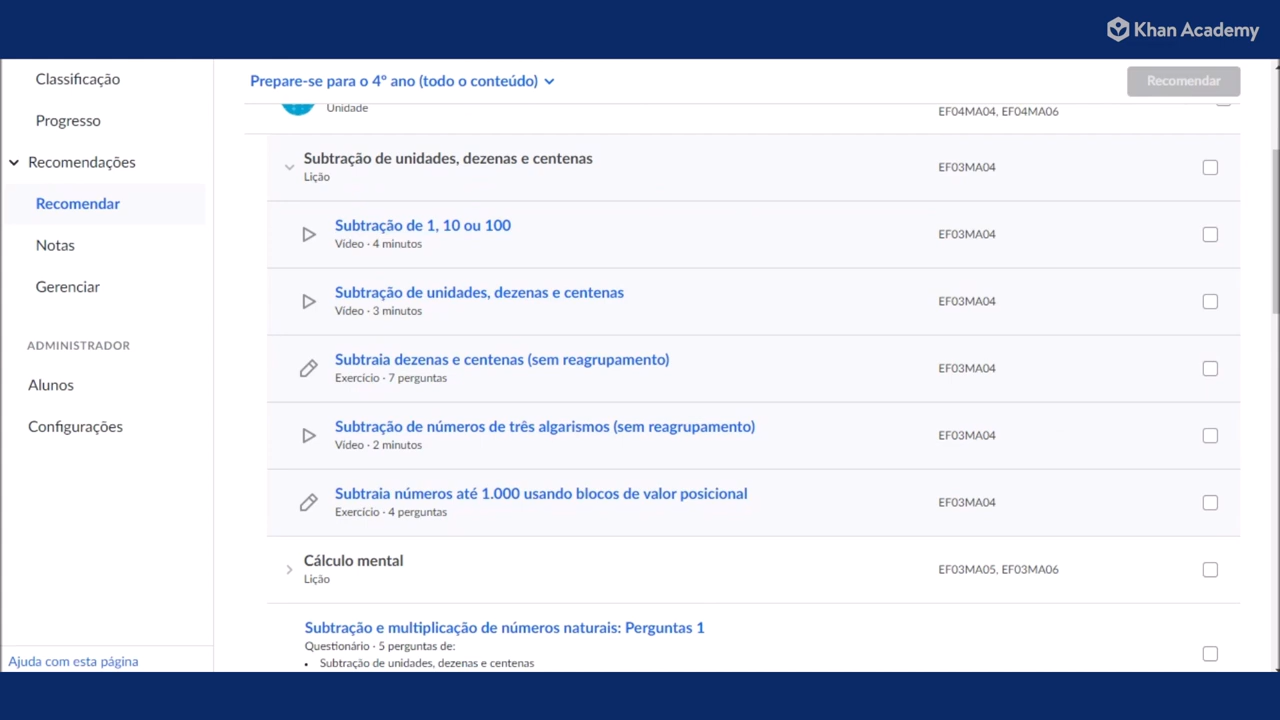 Khan Academy
Classificação
Progresso
Recomendações
Recomendar
Notas
Gerenciar
ADMINISTRADOR
Alunos
Configurações
Ajuda com esta página
Prepare-se para o 4º ano (todo o conteúdo)
Recomendar
Unidade
EF04MA04, EF04MA06
Subtração de unidades, dezenas e centenas
Lição
EF03MA04
Subtração de 1, 10 ou 100
Vídeo · 4 minutos
EF03MA04
Subtração de unidades, dezenas e centenas
Vídeo · 3 minutos
EF03MA04
Subtraia dezenas e centenas (sem reagrupamento)
Exercício · 7 perguntas
EF03MA04
Subtração de números de três algarismos (sem reagrupamento)
Vídeo · 2 minutos
EF03MA04
Subtraia números até 1.000 usando blocos de valor posicional
Exercício · 4 perguntas
EF03MA04
Cálculo mental
Lição
EF03MA05, EF03MA06
Subtração e multiplicação de números naturais: Perguntas 1
Questionário · 5 perguntas de:
• Subtração de unidades, dezenas e centenas